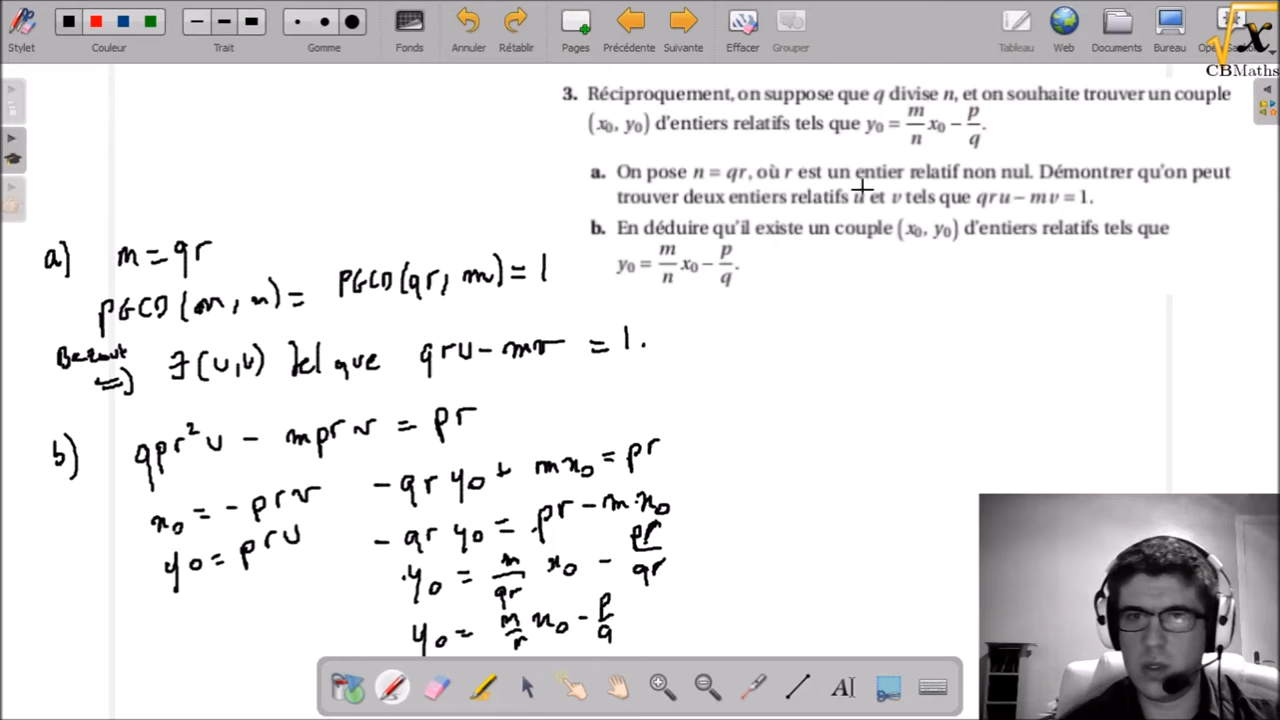 Stylet Couleur Trait Gomme Fonds Annuler Rétablir Pages Précédente Suivante Effacer Grouper Tableau Web Documents Bureau
CBMaths
3. Réciproquement, on suppose que q divise n, et on souhaite trouver un couple
(x₀, y₀) d'entiers relatifs tels que y₀ = m/n x₀ − p/q.
a. On pose n = qr, où r est un entier relatif non nul. Démontrer qu'on peut
trouver deux entiers relatifs u et v tels que qru − mv = 1.
b. En déduire qu'il existe un couple (x₀, y₀) d'entiers relatifs tels que
y₀ = m/n x₀ − p/q.
a) n = qr
PGCD(m, n) = PGCD(qr, m) = 1
Bezout
⇒ ∃(u,v) tel que qru − mv = 1.
b) qpr²u − mprv = pr
x₀ = −prv
y₀ = pru
−qr y₀ + mx₀ = pr
−qr y₀ = pr − m·x₀
y₀ = m/qr x₀ − pr/qr
y₀ = m/n x₀ − p/q